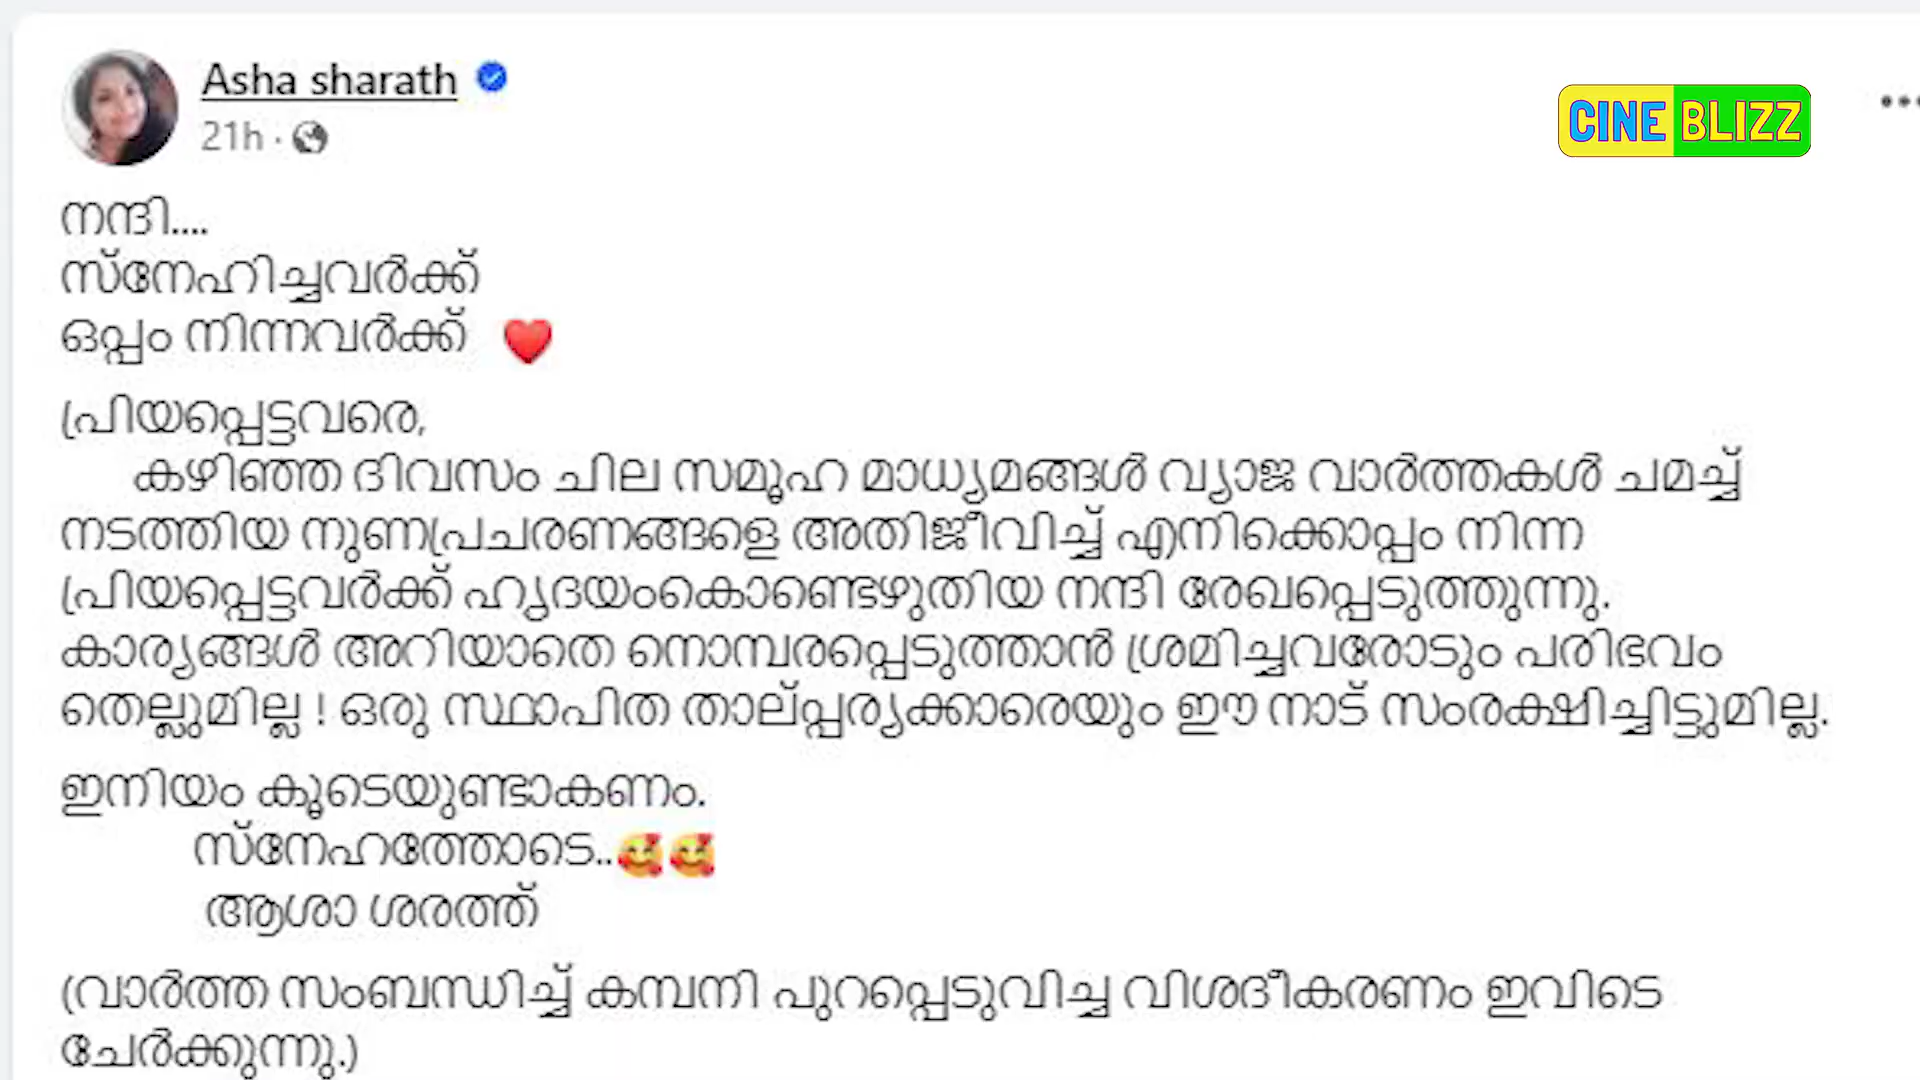 Asha sharath
21h ·
CINE BLIZZ
നന്ദി....
സ്നേഹിച്ചവർക്ക്
ഒപ്പം നിന്നവർക്ക് ❤️
പ്രിയപ്പെട്ടവരെ,
കഴിഞ്ഞ ദിവസം ചില സമൂഹ മാധ്യമങ്ങൾ വ്യാജ വാർത്തകൾ ചമച്ച്
നടത്തിയ നുണപ്രചരണങ്ങളെ അതിജീവിച്ച് എനിക്കൊപ്പം നിന്ന
പ്രിയപ്പെട്ടവർക്ക് ഹൃദയംകൊണ്ടെഴുതിയ നന്ദി രേഖപ്പെടുത്തുന്നു.
കാര്യങ്ങൾ അറിയാതെ നൊമ്പരപ്പെടുത്താൻ ശ്രമിച്ചവരോടും പരിഭവം
തെല്ലുമില്ല ! ഒരു സ്ഥാപിത താല്പ്പര്യക്കാരെയും ഈ നാട് സംരക്ഷിച്ചിട്ടുമില്ല.
ഇനിയം കൂടെയുണ്ടാകണം.
സ്നേഹത്തോടെ..🥰🥰
ആശാ ശരത്ത്
(വാർത്ത സംബന്ധിച്ച് കമ്പനി പുറപ്പെടുവിച്ച വിശദീകരണം ഇവിടെ
ചേർക്കുന്നു.)